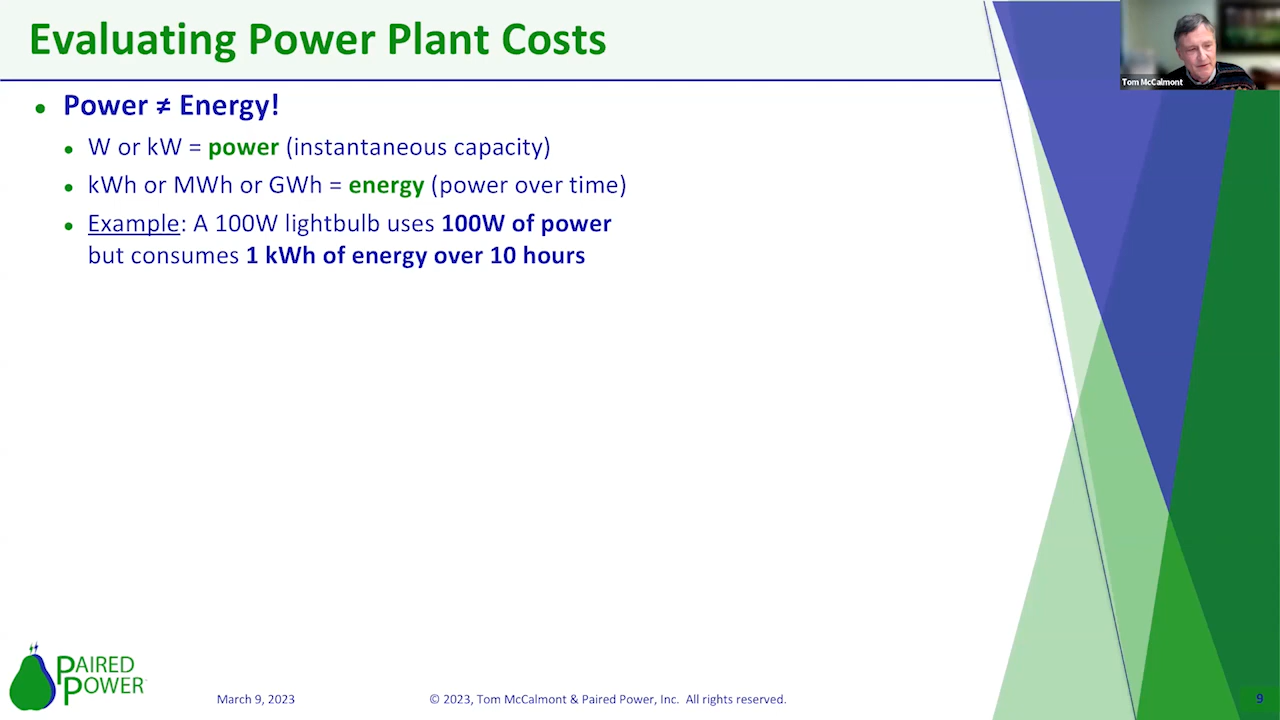 Evaluating Power Plant Costs
Tom McCalmont
• Power ≠ Energy!
• W or kW = power (instantaneous capacity)
• kWh or MWh or GWh = energy (power over time)
• Example: A 100W lightbulb uses 100W of power
but consumes 1 kWh of energy over 10 hours
PAIRED
POWER
March 9, 2023
© 2023, Tom McCalmont & Paired Power, Inc. All rights reserved.
9